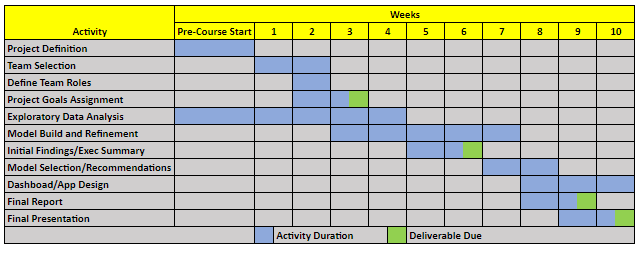 Weeks
Activity Pre-Course Start 1 2 3 4 5 6 7 8 9 10
Project Definition
Team Selection
Define Team Roles
Project Goals Assignment
Exploratory Data Analysis
Model Build and Refinement
Initial Findings/Exec Summary
Model Selection/Recommendations
Dashboad/App Design
Final Report
Final Presentation
Activity Duration Deliverable Due